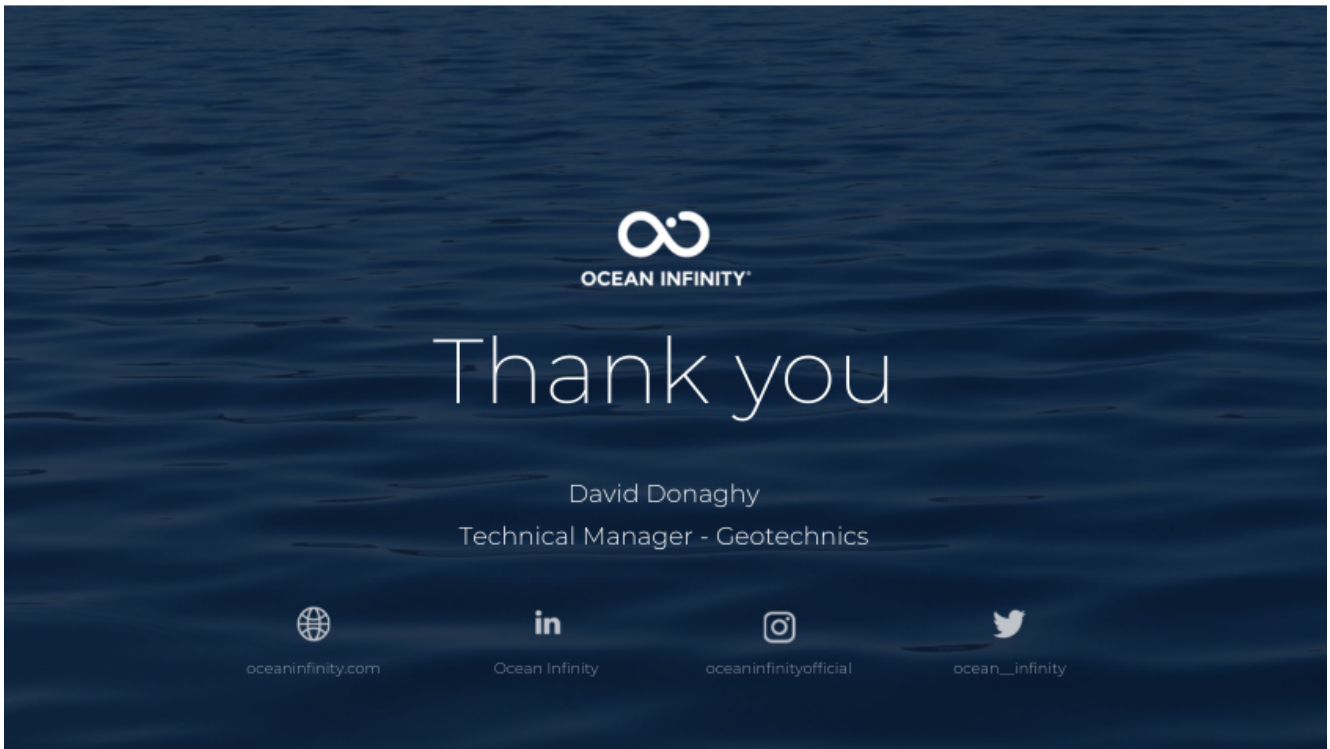 OCEAN INFINITY®
Thank you
David Donaghy
Technical Manager - Geotechnics
in
oceaninfinity.com
Ocean Infinity
oceaninfinityofficial
ocean__infinity